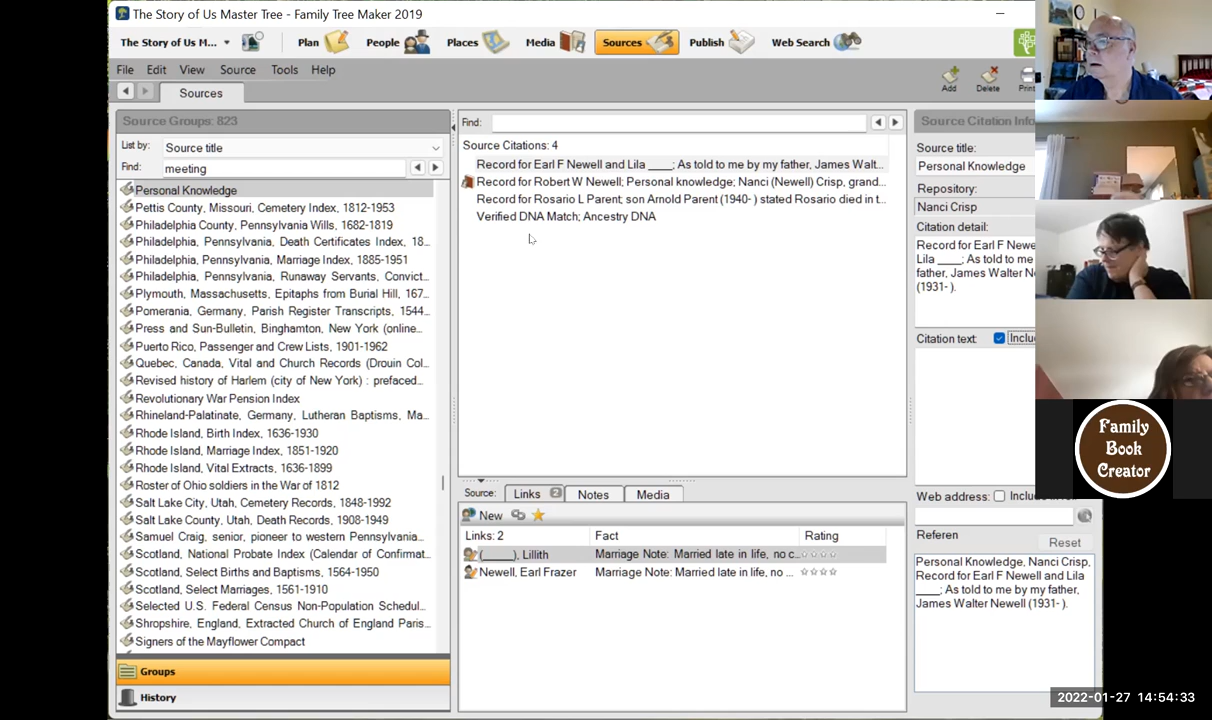 The Story of Us Master Tree - Family Tree Maker 2019
The Story of Us M... Plan People Places Media Sources Publish Web Search
File Edit View Source Tools Help
Add Delete Prin
Sources
Source Groups: 823
List by: Source title
Find: meeting
Personal Knowledge
Pettis County, Missouri, Cemetery Index, 1812-1953
Philadelphia County, Pennsylvania Wills, 1682-1819
Philadelphia, Pennsylvania, Death Certificates Index, 18...
Philadelphia, Pennsylvania, Marriage Index, 1885-1951
Philadelphia, Pennsylvania, Runaway Servants, Convict...
Plymouth, Massachusetts, Epitaphs from Burial Hill, 167...
Pomerania, Germany, Parish Register Transcripts, 1544...
Press and Sun-Bulletin, Binghamton, New York (online...
Puerto Rico, Passenger and Crew Lists, 1901-1962
Quebec, Canada, Vital and Church Records (Drouin Col...
Revised history of Harlem (city of New York) : prefaced...
Revolutionary War Pension Index
Rhineland-Palatinate, Germany, Lutheran Baptisms, Ma...
Rhode Island, Birth Index, 1636-1930
Rhode Island, Marriage Index, 1851-1920
Rhode Island, Vital Extracts, 1636-1899
Roster of Ohio soldiers in the War of 1812
Salt Lake City, Utah, Cemetery Records, 1848-1992
Salt Lake County, Utah, Death Records, 1908-1949
Samuel Craig, senior, pioneer to western Pennsylvania...
Scotland, National Probate Index (Calendar of Confirmat...
Scotland, Select Births and Baptisms, 1564-1950
Scotland, Select Marriages, 1561-1910
Selected U.S. Federal Census Non-Population Schedul...
Shropshire, England, Extracted Church of England Paris...
Signers of the Mayflower Compact
Groups
History
Find:
Source Citations: 4
Record for Earl F Newell and Lila ____; As told to me by my father, James Walt...
Record for Robert W Newell; Personal knowledge; Nanci (Newell) Crisp, grand...
Record for Rosario L Parent; son Arnold Parent (1940- ) stated Rosario died in t...
Verified DNA Match; Ancestry DNA
Source: Links 2 Notes Media
New
Links: 2 Fact Rating
(_____), Lillith Marriage Note: Married late in life, no c...
Newell, Earl Frazer Marriage Note: Married late in life, no ...
Source Citation Info
Source title:
Personal Knowledge
Repository:
Nanci Crisp
Citation detail:
Record for Earl F Newe
Lila ____; As told to me
father, James Walter N
(1931- ).
Citation text: Inclu
Web address: Include
Referen Reset
Personal Knowledge, Nanci Crisp,
Record for Earl F Newell and Lila
____; As told to me by my father,
James Walter Newell (1931- ).
Family
Book
Creator
2022-01-27 14:54:33